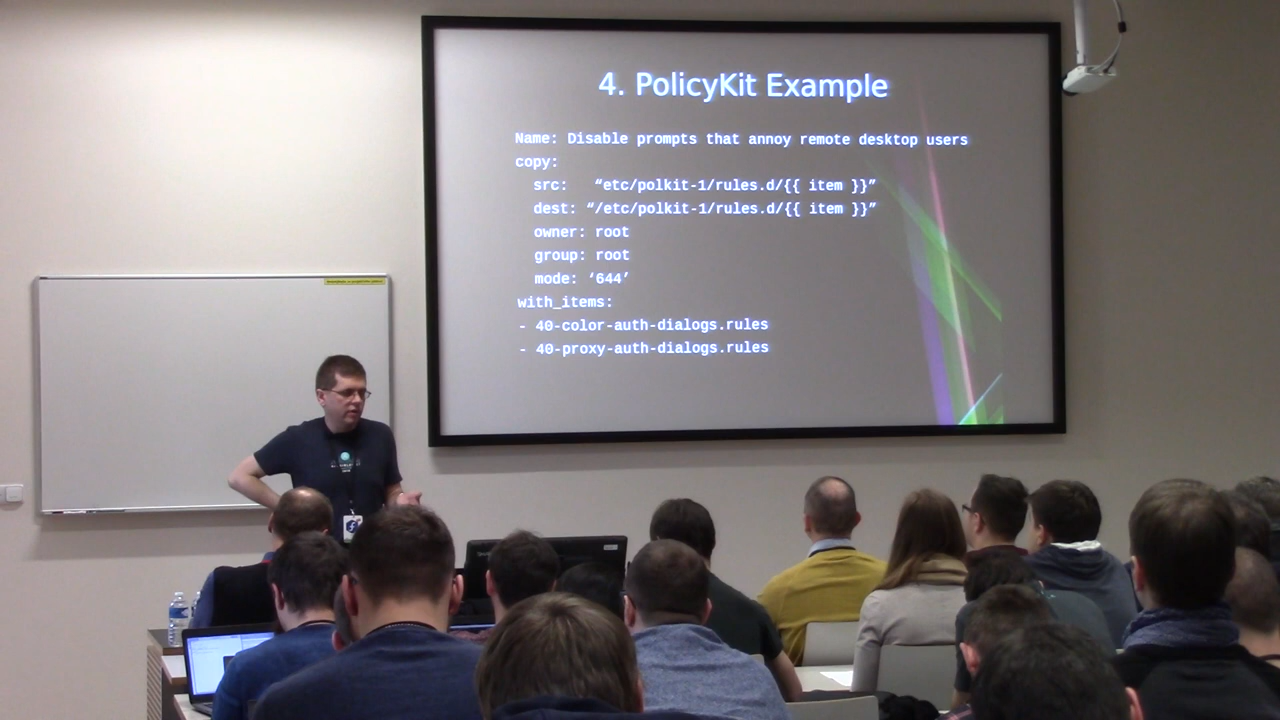 4. PolicyKit Example
Name: Disable prompts that annoy remote desktop users
copy:
src: “etc/polkit-1/rules.d/{{ item }}”
dest: “/etc/polkit-1/rules.d/{{ item }}”
owner: root
group: root
mode: ‘644’
with_items:
- 40-color-auth-dialogs.rules
- 40-proxy-auth-dialogs.rules